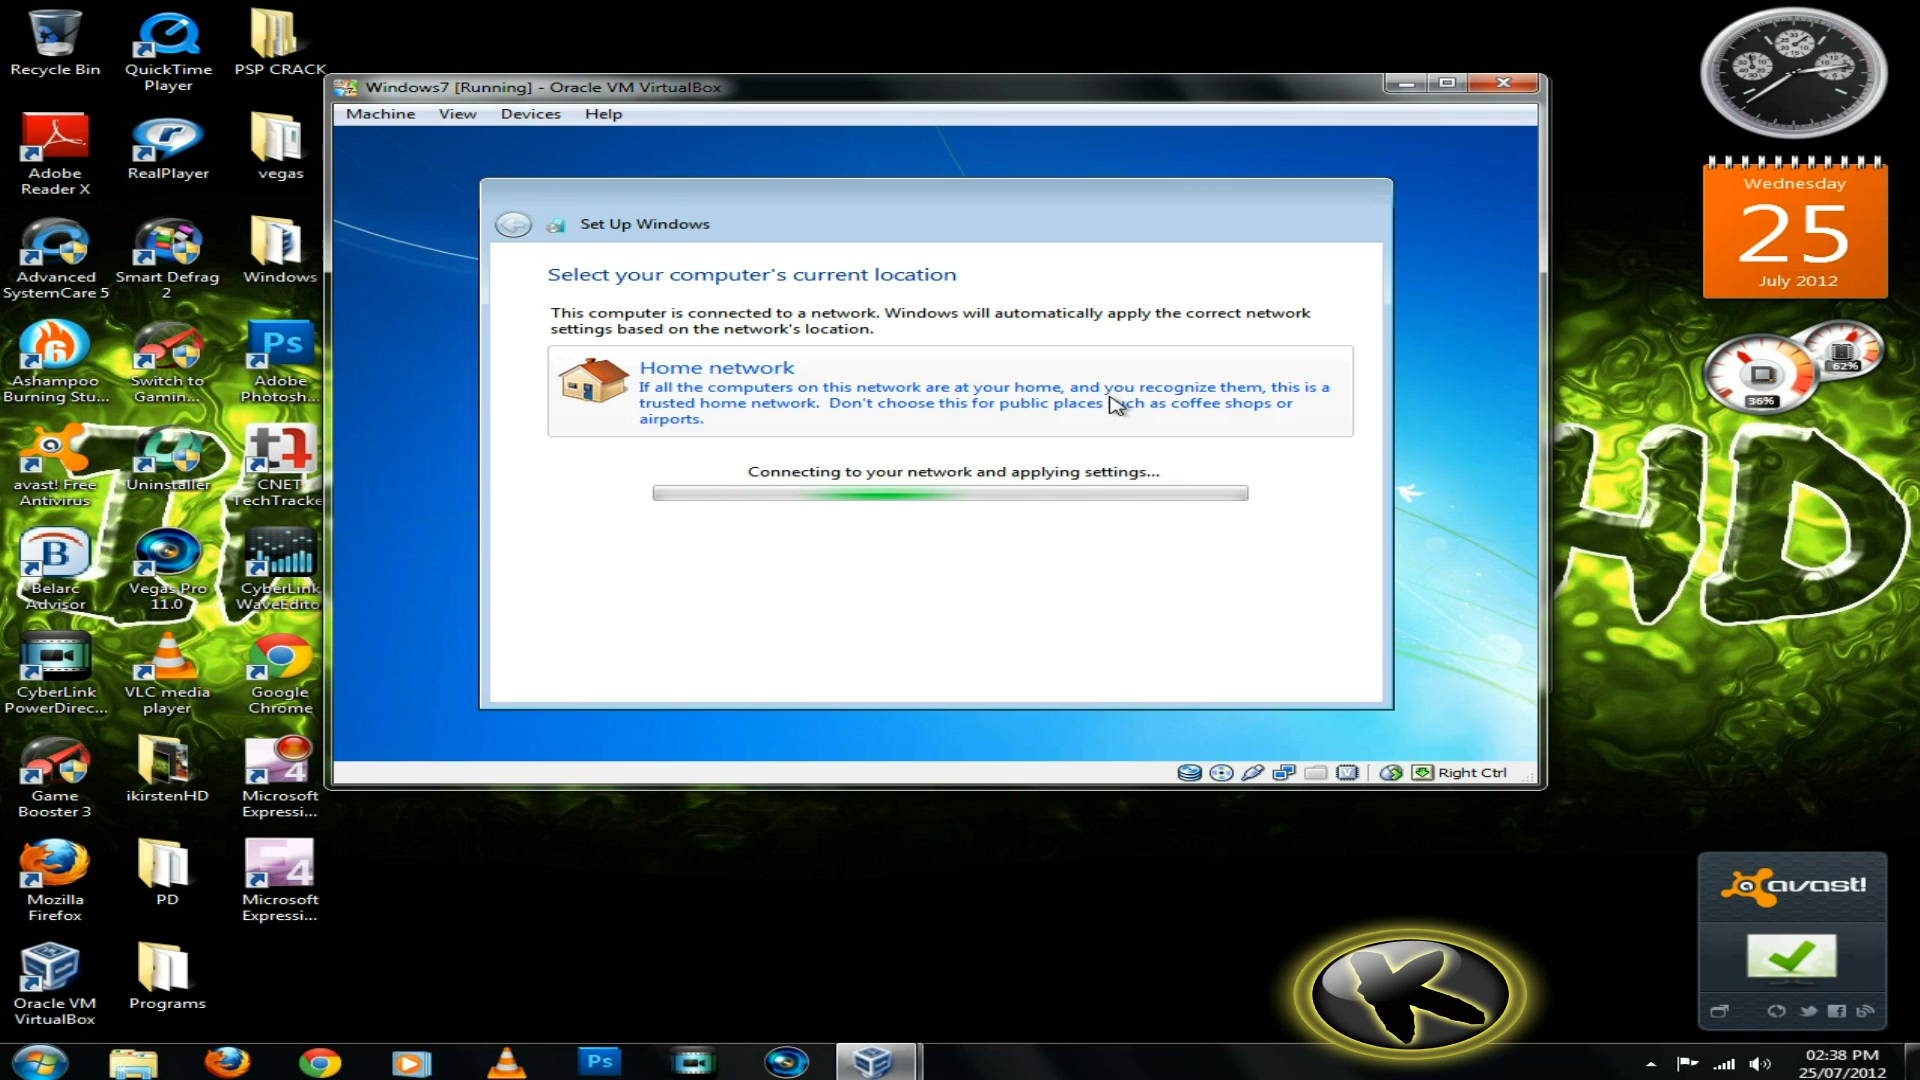 Recycle Bin
QuickTime
Player
PSP CRACK
Adobe
Reader X
RealPlayer
vegas
Advanced
SystemCare 5
Smart Defrag
2
Windows
Ashampoo
Burning Stu...
Switch to
Gamin...
Ps
Adobe
Photosh...
avast! Free
Antivirus
Uninstaller
CNET
TechTracke
Belarc
Advisor
Vegas Pro
11.0
CyberLink
WaveEdito
CyberLink
PowerDirec...
VLC media
player
Google
Chrome
Game
Booster 3
ikirstenHD
4
Microsoft
Expressi...
Mozilla
Firefox
PD
4
Microsoft
Expressi...
Oracle VM
VirtualBox
Programs
Windows7 [Running] - Oracle VM VirtualBox
Machine View Devices Help
Set Up Windows
Select your computer's current location
This computer is connected to a network. Windows will automatically apply the correct network
settings based on the network's location.
Home network
If all the computers on this network are at your home, and you recognize them, this is a
trusted home network. Don't choose this for public places such as coffee shops or
airports.
Connecting to your network and applying settings...
Right Ctrl
Wednesday
25
July 2012
62%
36%
HD
avast!
Ps
02:38 PM
25/07/2012